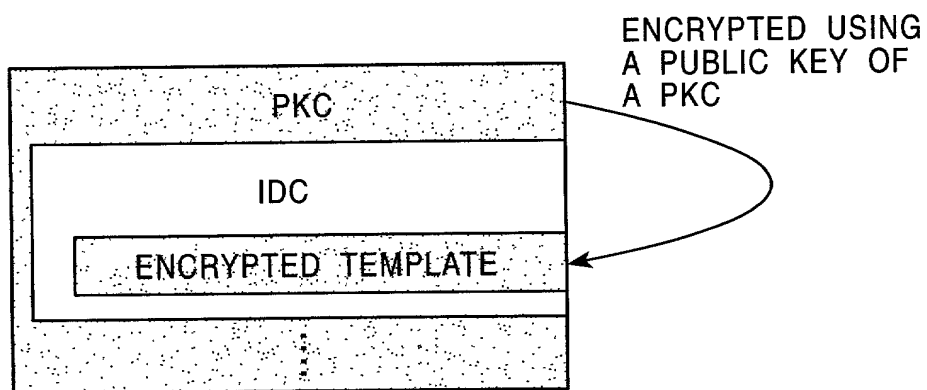 ENCRYPTED USING
A PUBLIC KEY OF
A PKC
PKC
IDC
ENCRYPTED TEMPLATE